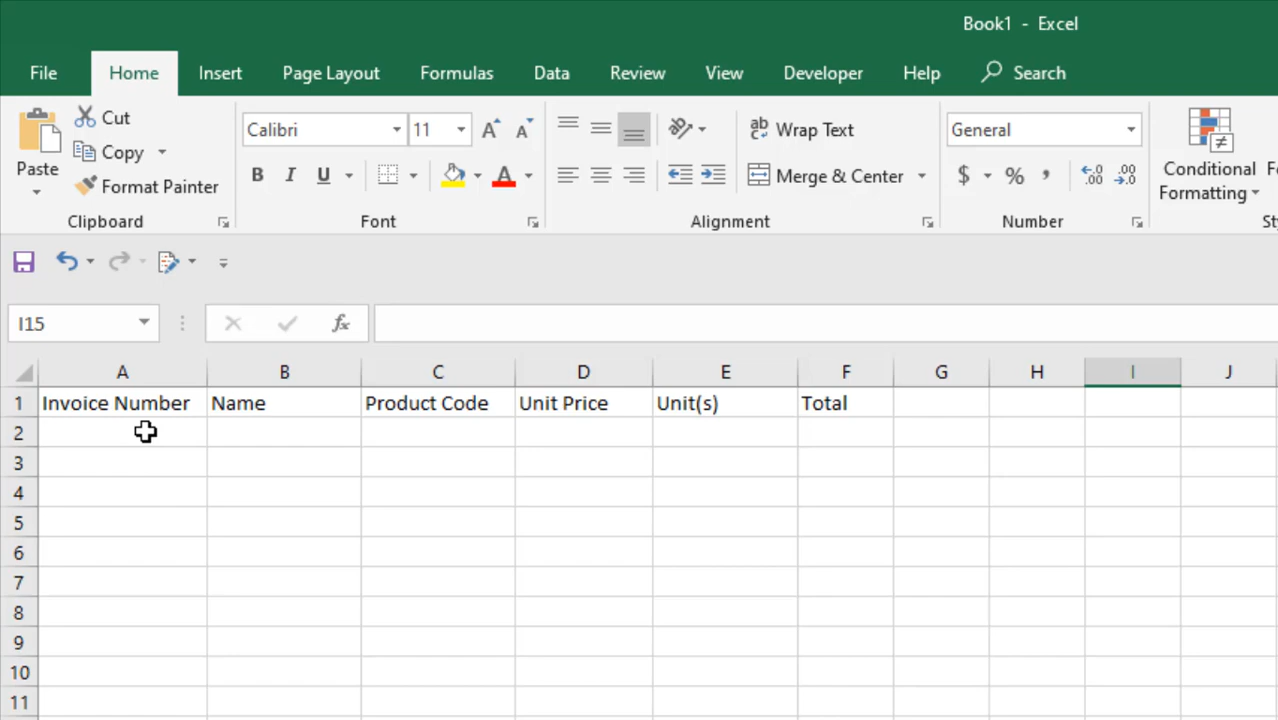 Book1 - Excel
File Home Insert Page Layout Formulas Data Review View Developer Help Search
Paste
Cut
Copy
Format Painter
Clipboard
Calibri 11
B I U A
Font
ab Wrap Text
Merge & Center
Alignment
General
$ % ,
Number
Conditional
Formatting
I15
fx
A B C D E F G H I J
1 Invoice Number Name Product Code Unit Price Unit(s) Total
2
3
4
5
6
7
8
9
10
11